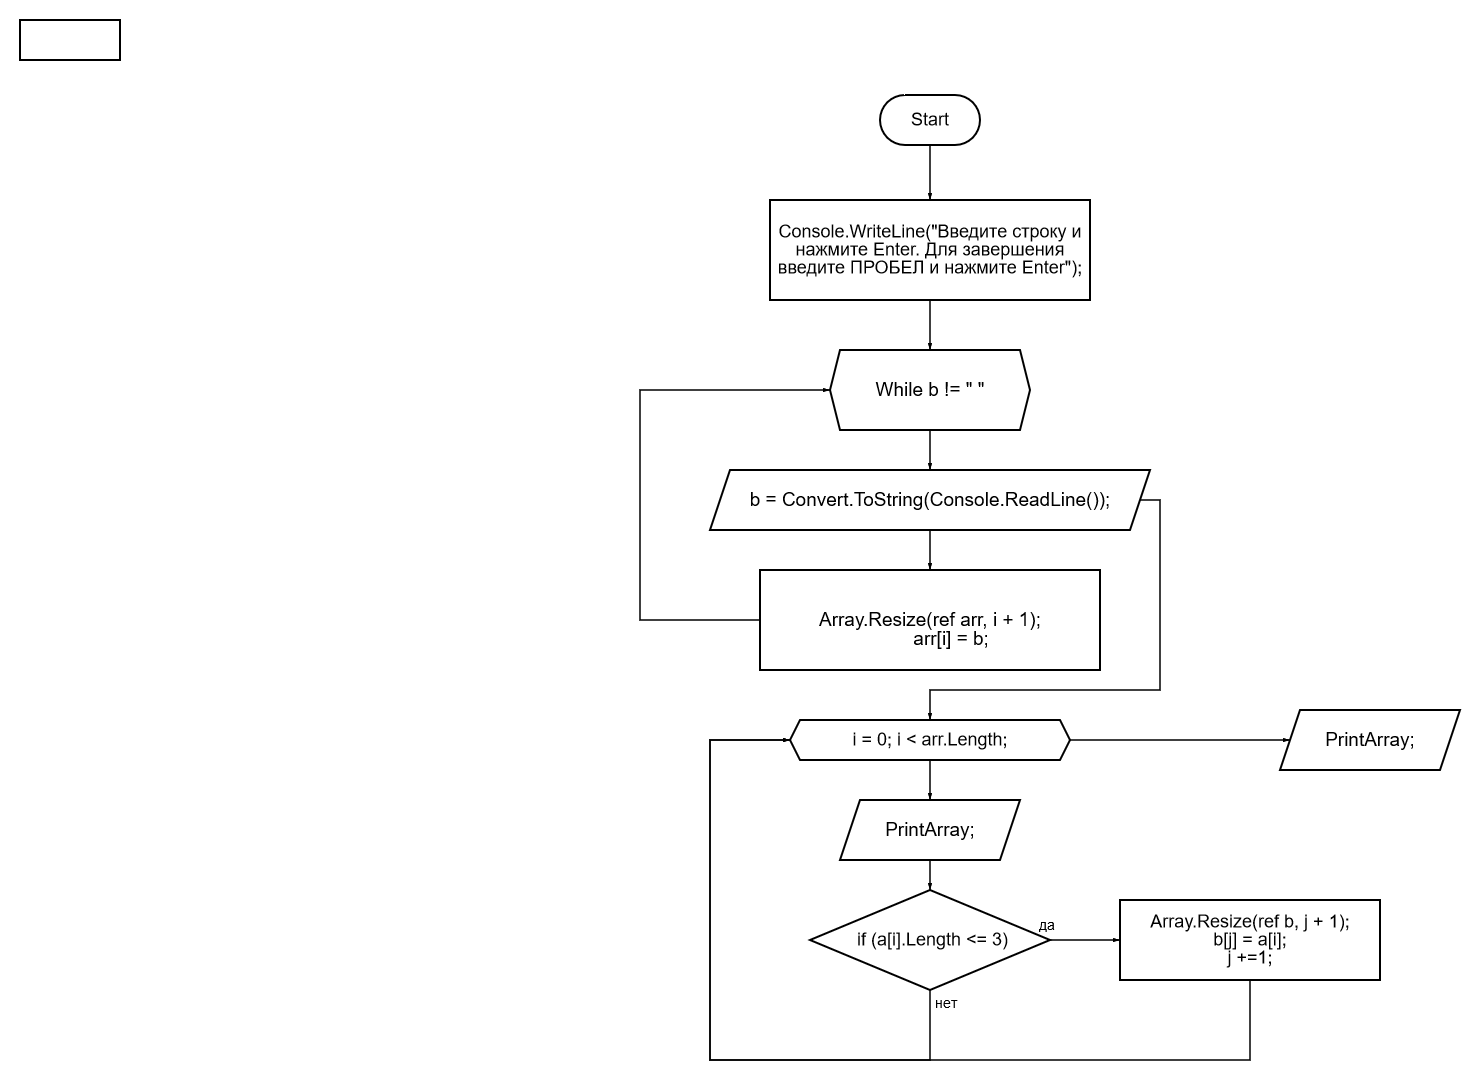 Start
Console.WriteLine("Введите строку и
нажмите Enter. Для завершения
введите ПРОБЕЛ и нажмите Enter");
While b != " "
b = Convert.ToString(Console.ReadLine());
Array.Resize(ref arr, i + 1);
arr[i] = b;
i = 0; i < arr.Length;
PrintArray;
PrintArray;
if (a[i].Length <= 3)
да
Array.Resize(ref b, j + 1);
b[j] = a[i];
j +=1;
нет